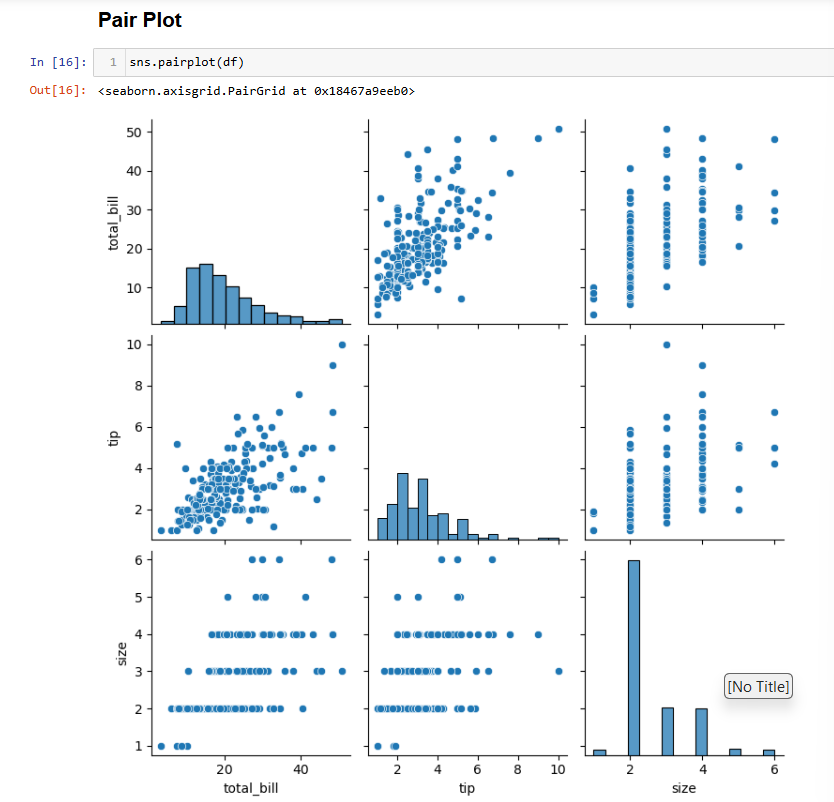 Pair Plot
In [16]: 1 sns.pairplot(df)
Out[16]: <seaborn.axisgrid.PairGrid at 0x18467a9eeb0>
50
40
30
20
10
total_bill
10
8
6
4
2
tip
6
5
4
3
2
1
size
[No Title]
20 40
2 4 6 8 10
2 4 6
total_bill
tip
size